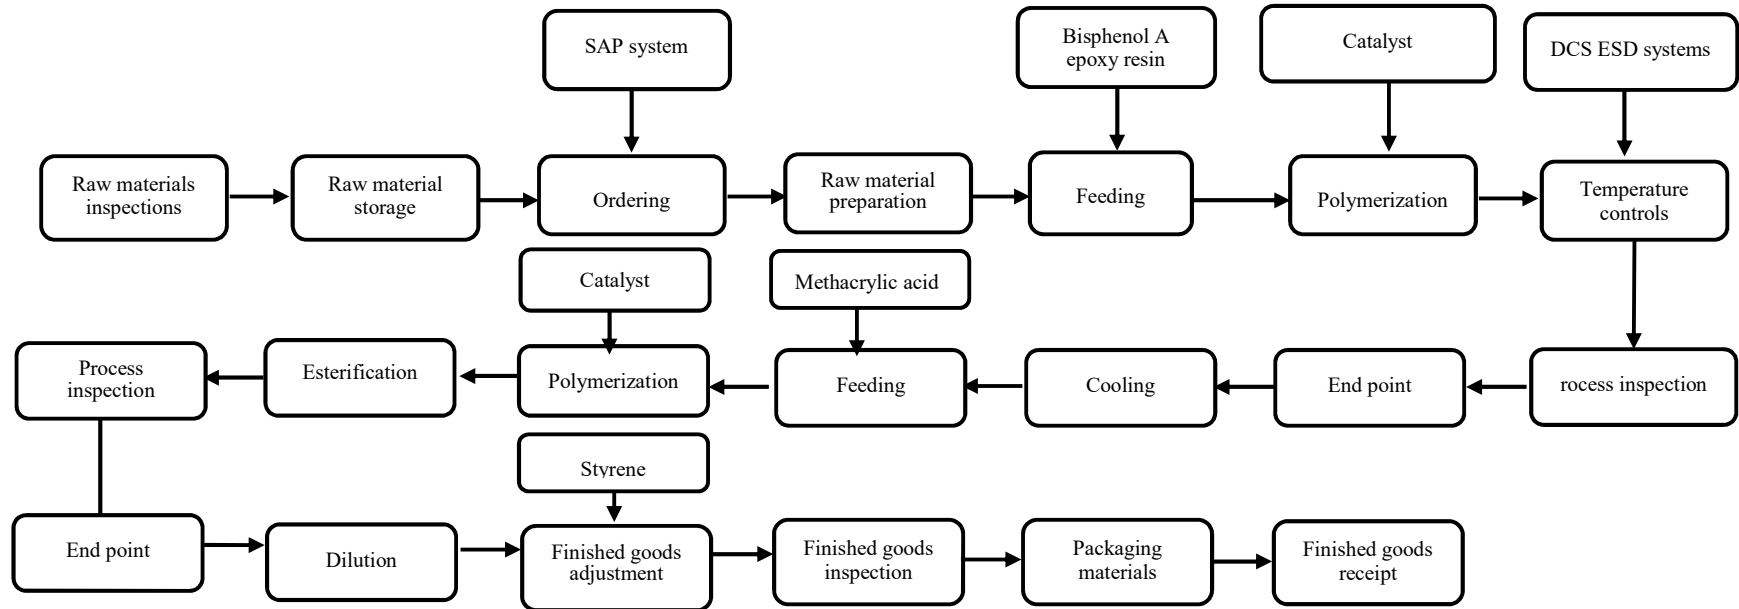 SAP system
Bisphenol A
epoxy resin
Catalyst
DCS ESD systems
Raw materials
inspections
Raw material
storage
Ordering
Raw material
preparation
Feeding
Polymerization
Temperature
controls
Catalyst
Methacrylic acid
Process
inspection
Esterification
Polymerization
Feeding
Cooling
End point
rocess inspection
Styrene
End point
Dilution
Finished goods
adjustment
Finished goods
inspection
Packaging
materials
Finished goods
receipt